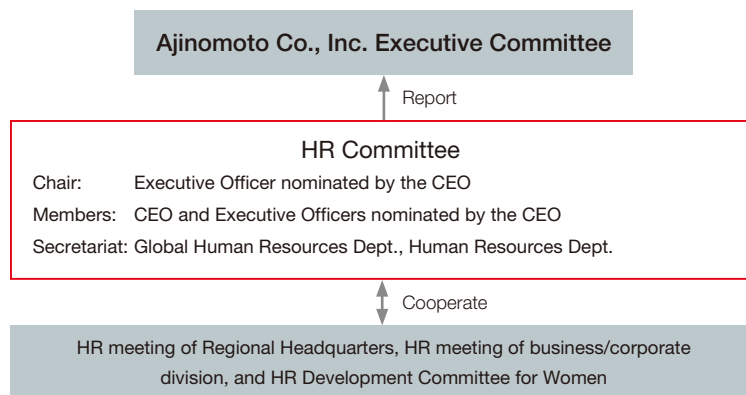 Ajinomoto Co., Inc. Executive Committee
Report
HR Committee
Chair: Executive Officer nominated by the CEO
Members: CEO and Executive Officers nominated by the CEO
Secretariat: Global Human Resources Dept., Human Resources Dept.
Cooperate
HR meeting of Regional Headquarters, HR meeting of business/corporate
division, and HR Development Committee for Women